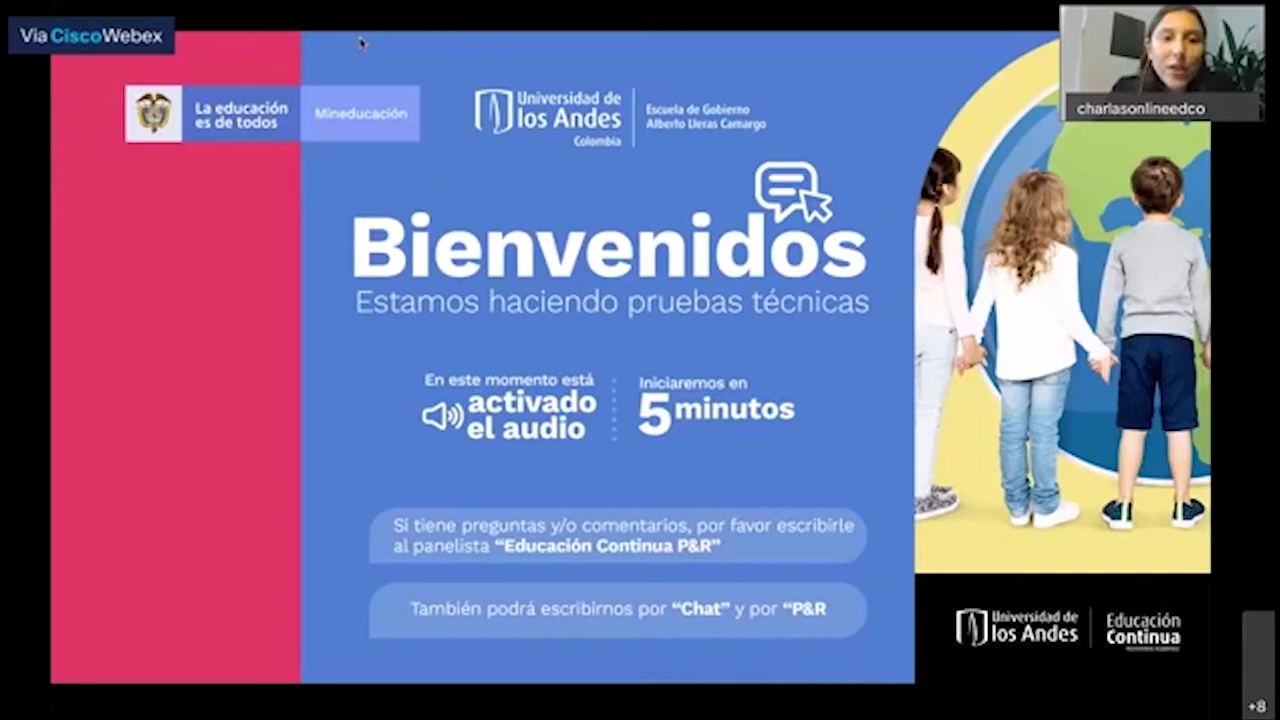 Vía Cisco Webex
charlasonlineedco
La educación
es de todos
Mineducación
Universidad de
los Andes
Colombia
Escuela de Gobierno
Alberto Lleras Camargo
Bienvenidos
Estamos haciendo pruebas técnicas
En este momento está
activado
el audio
Iniciaremos en
5 minutos
Si tiene preguntas y/o comentarios, por favor escribirle
al panelista “Educación Continua P&R”
También podrá escribirnos por “Chat” y por “P&R
Universidad de
los Andes
Educación
Continua
+8